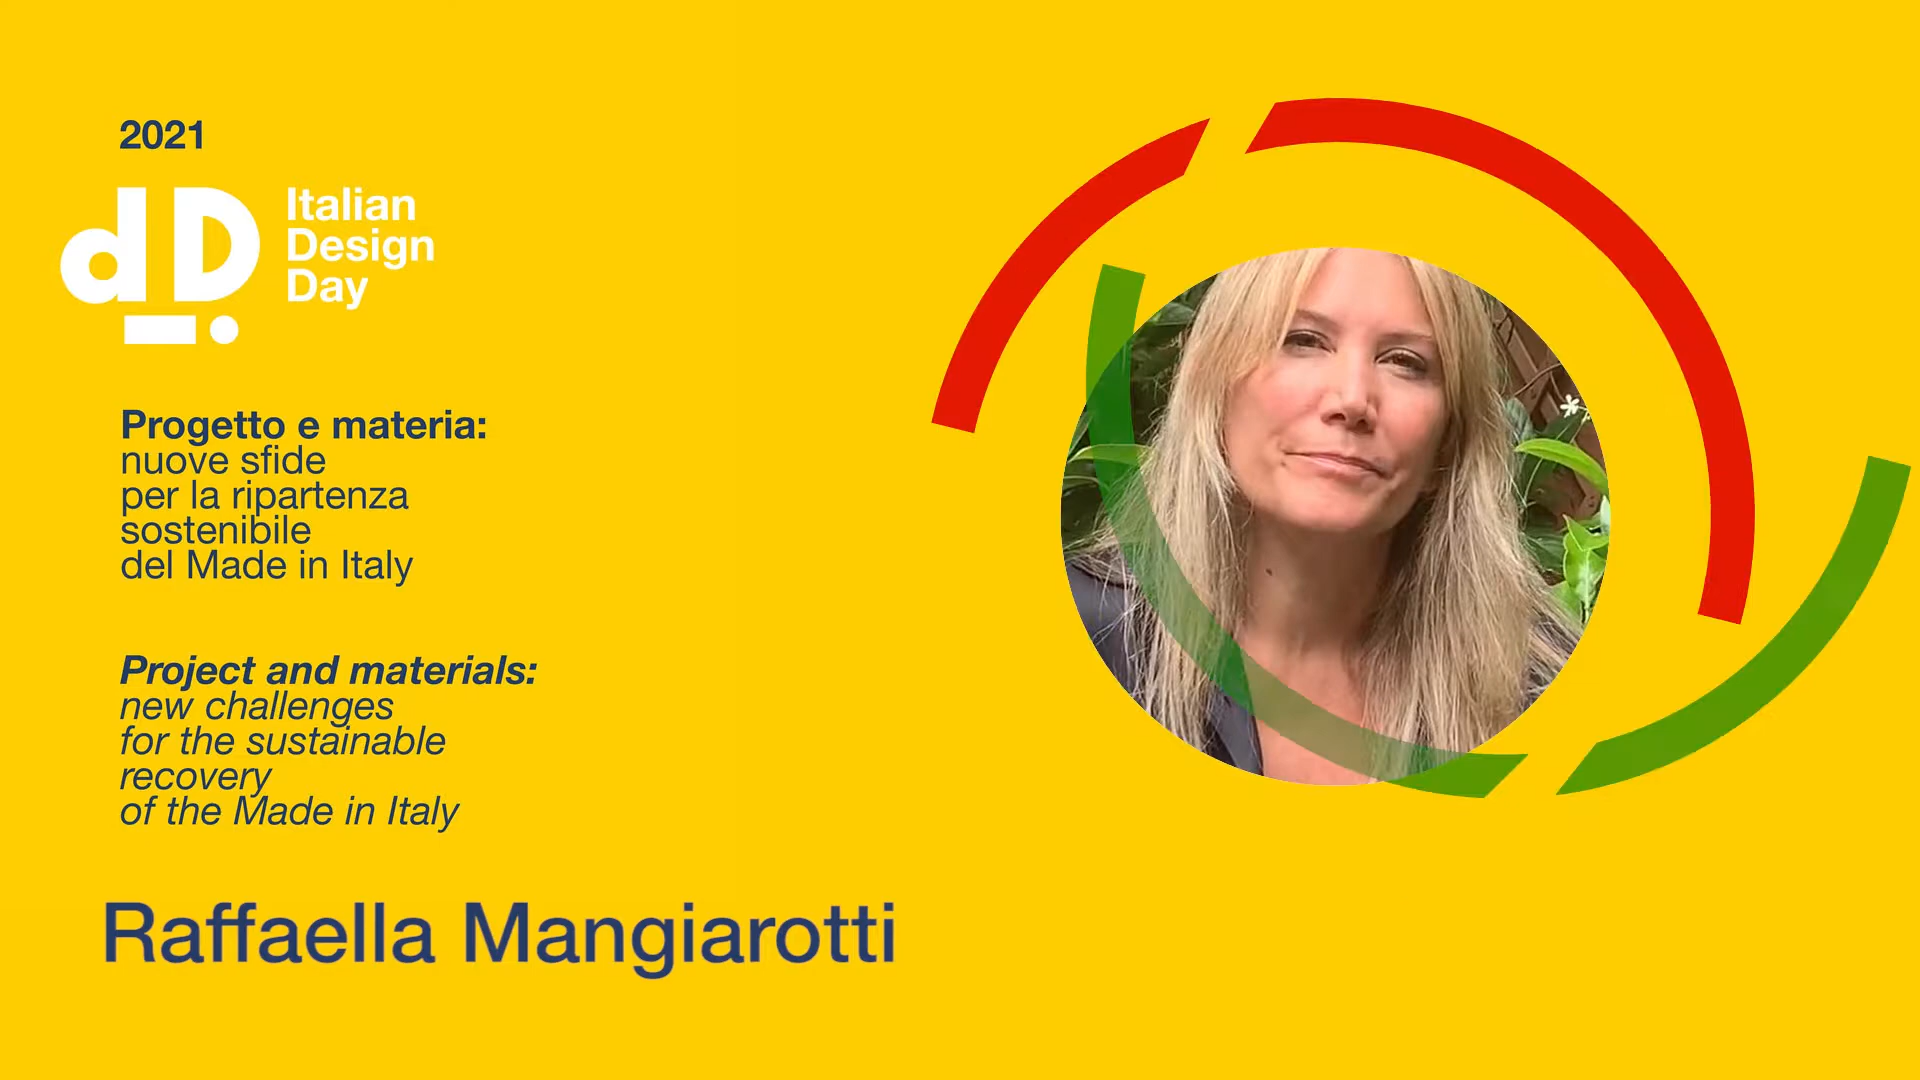 2021
dD
Italian
Design
Day
Progetto e materia:
nuove sfide
per la ripartenza
sostenibile
del Made in Italy
Project and materials:
new challenges
for the sustainable
recovery
of the Made in Italy
Raffaella Mangiarotti